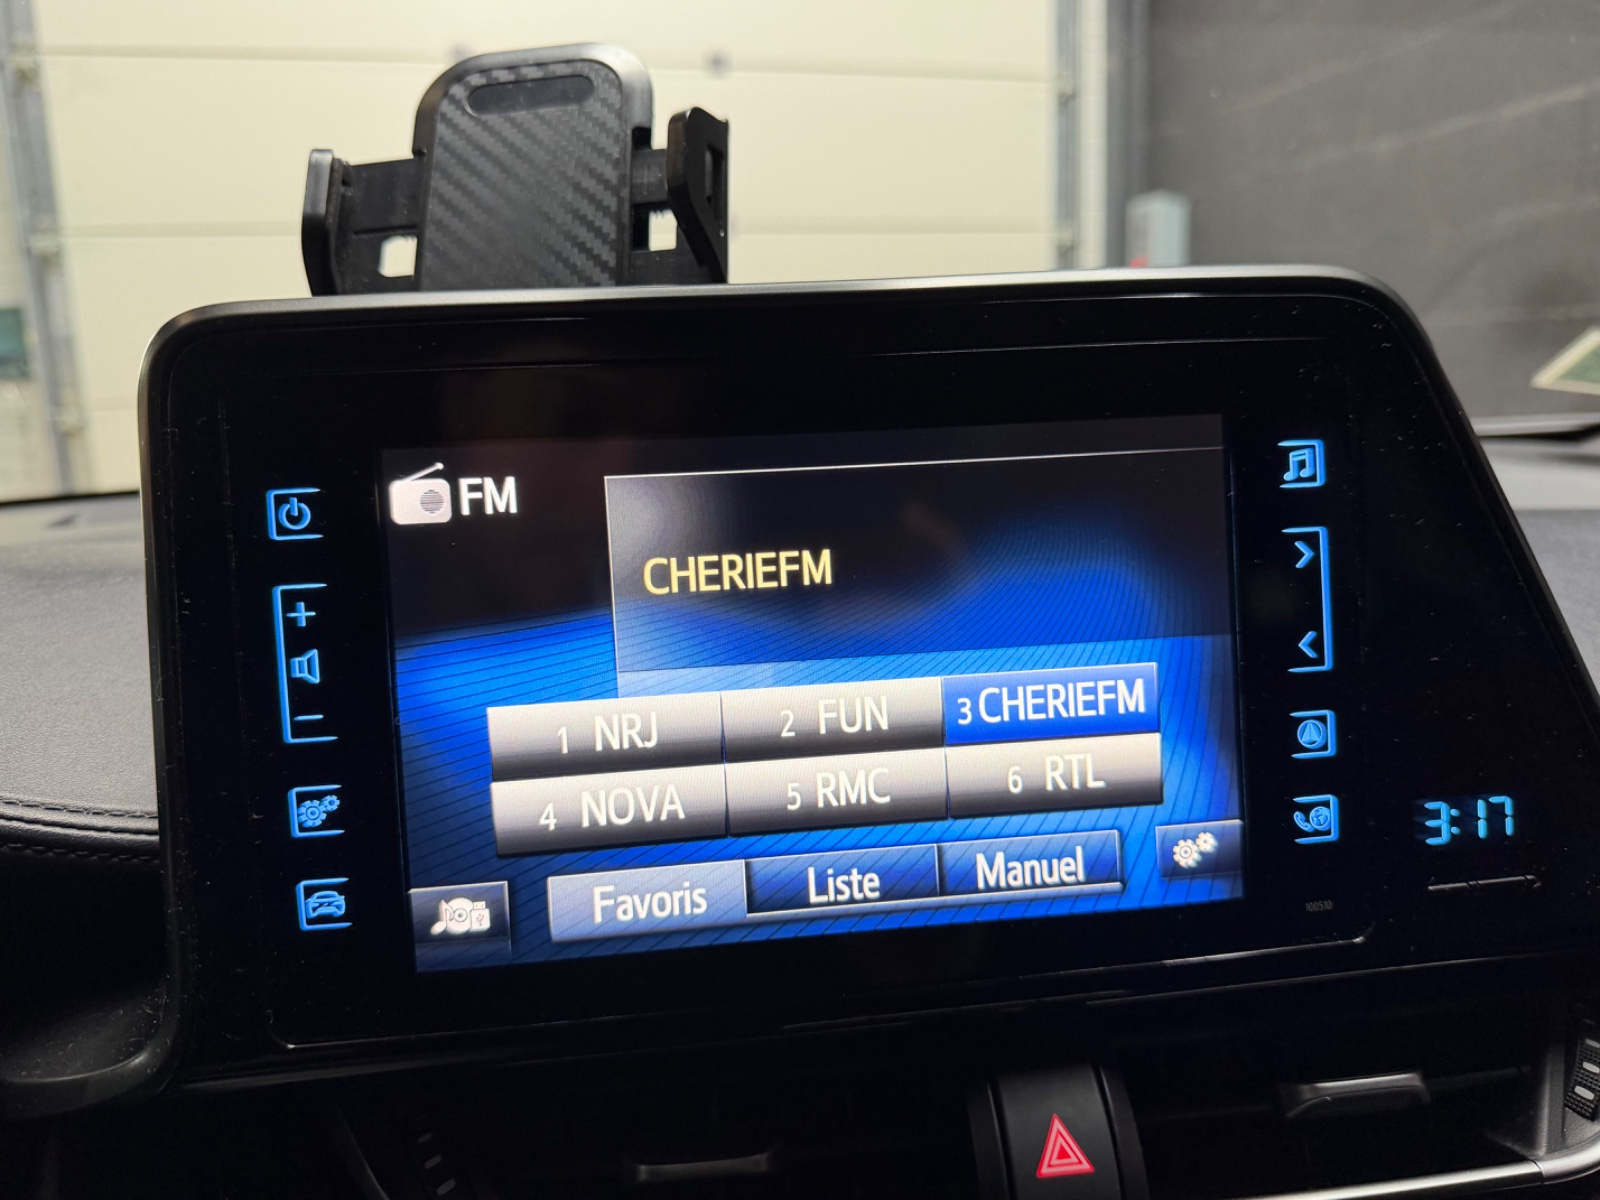 FM
CHERIEFM
1 NRJ
2 FUN
3 CHERIEFM
4 NOVA
5 RMC
6 RTL
Favoris
Liste
Manuel
3:17
100510